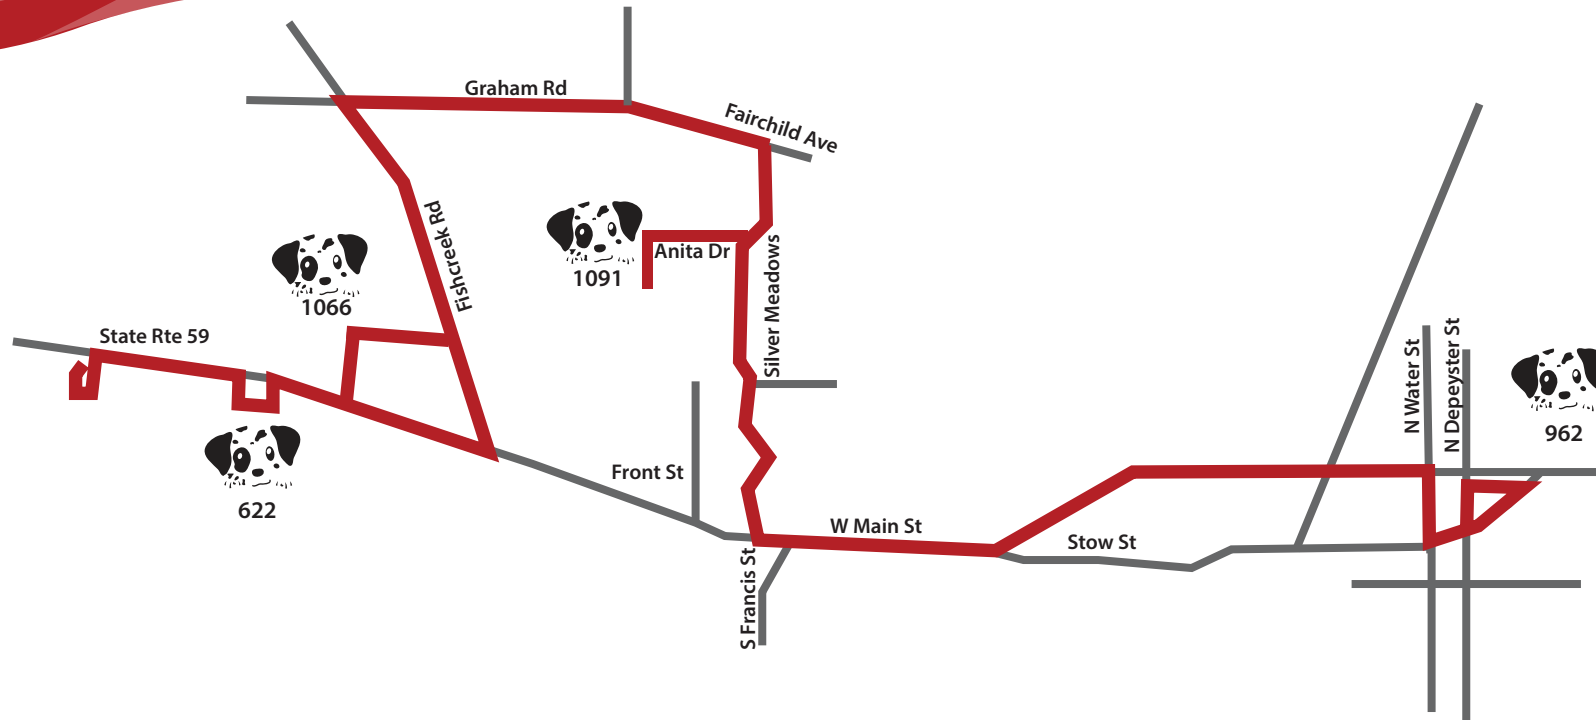 Graham Rd
Fairchild Ave
Fishcreek Rd
1066
1091
Anita Dr
Silver Meadows
State Rte 59
622
Front St
W Main St
S Francis St
Stow St
N Water St
N Depeyster St
962